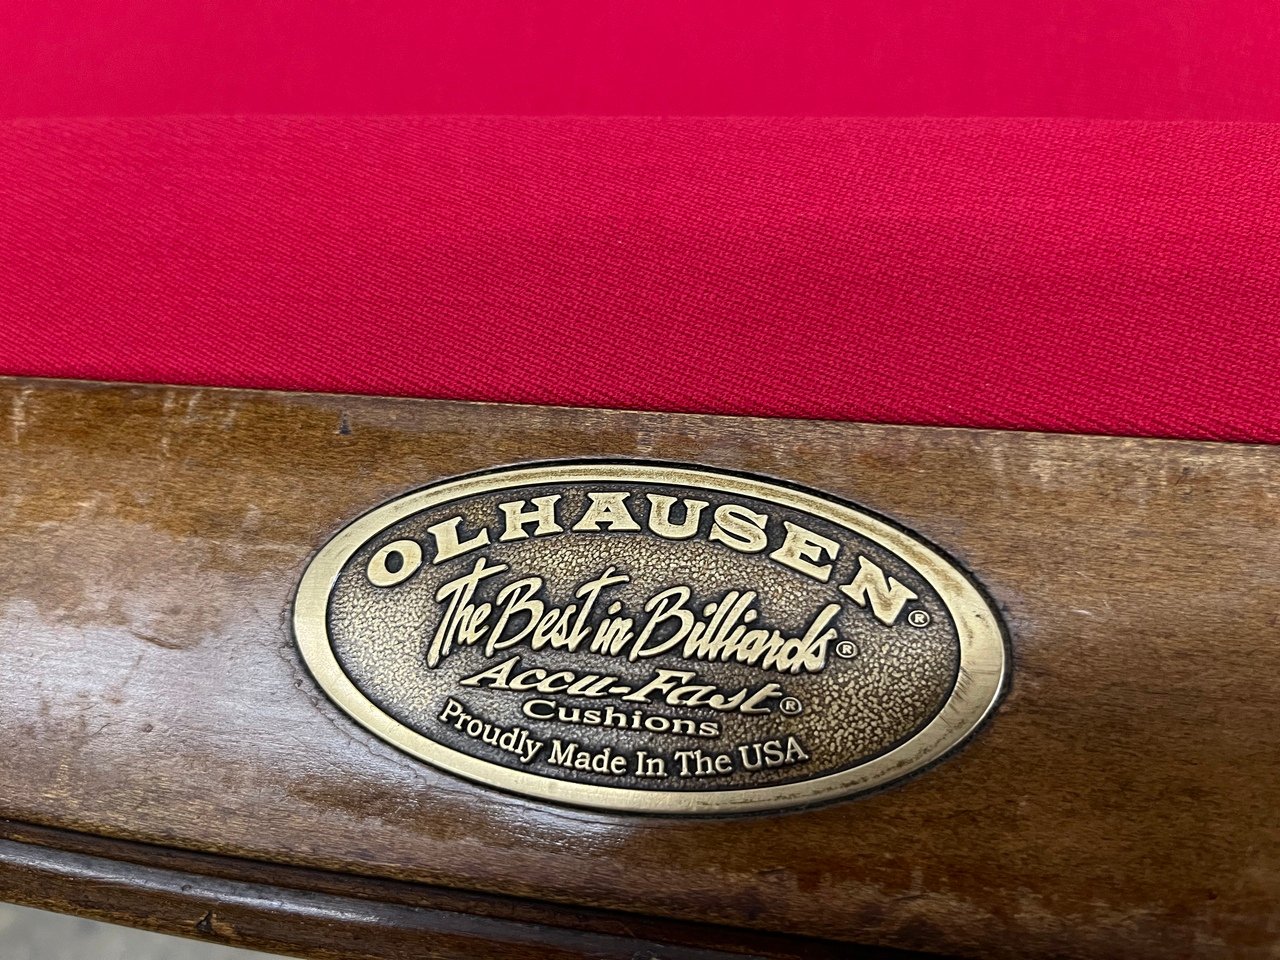 OLHAUSEN®
The Best in Billiards®
Accu-Fast®
Cushions
Proudly Made In The USA